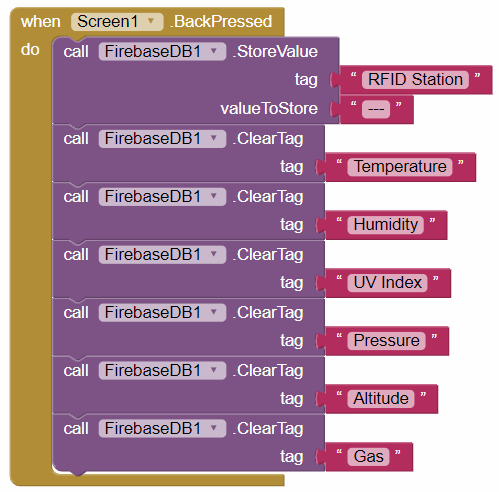 when Screen1 .BackPressed
do call FirebaseDB1 .StoreValue
tag “ RFID Station ”
valueToStore “ --- ”
call FirebaseDB1 .ClearTag
tag “ Temperature ”
call FirebaseDB1 .ClearTag
tag “ Humidity ”
call FirebaseDB1 .ClearTag
tag “ UV Index ”
call FirebaseDB1 .ClearTag
tag “ Pressure ”
call FirebaseDB1 .ClearTag
tag “ Altitude ”
call FirebaseDB1 .ClearTag
tag “ Gas ”